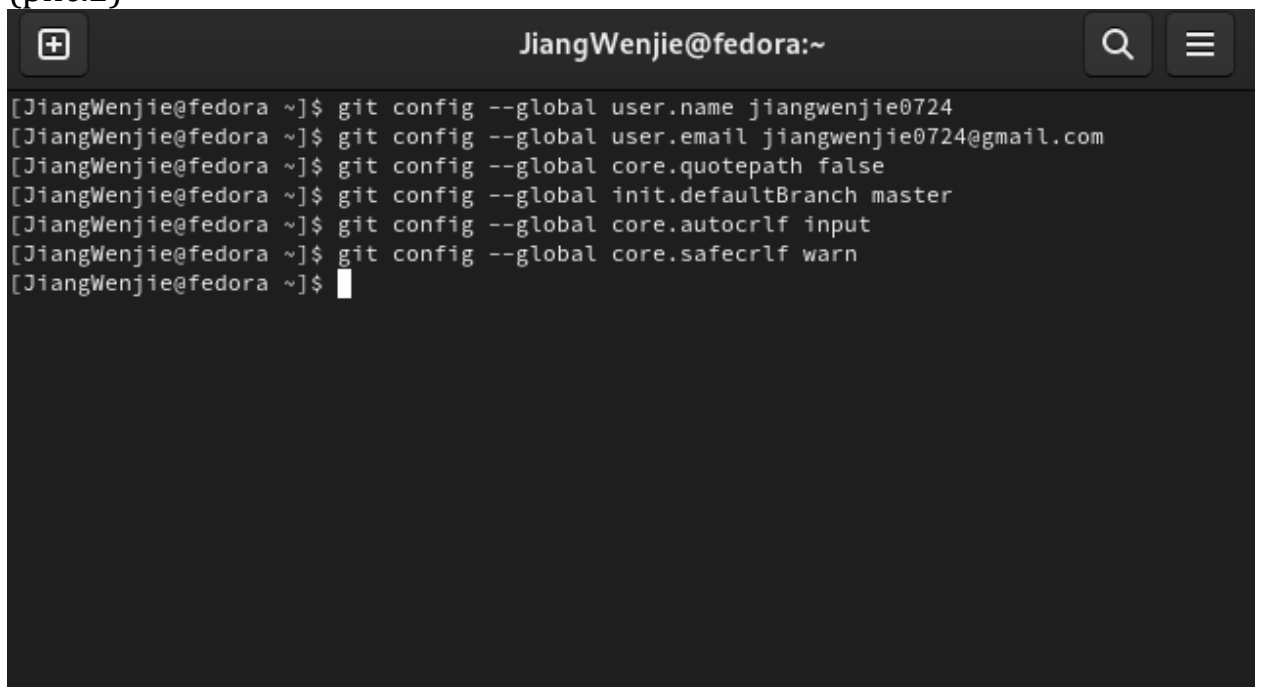 (рис.2)
JiangWenjie@fedora:~
[JiangWenjie@fedora ~]$ git config --global user.name jiangwenjie0724
[JiangWenjie@fedora ~]$ git config --global user.email jiangwenjie0724@gmail.com
[JiangWenjie@fedora ~]$ git config --global core.quotepath false
[JiangWenjie@fedora ~]$ git config --global init.defaultBranch master
[JiangWenjie@fedora ~]$ git config --global core.autocrlf input
[JiangWenjie@fedora ~]$ git config --global core.safecrlf warn
[JiangWenjie@fedora ~]$